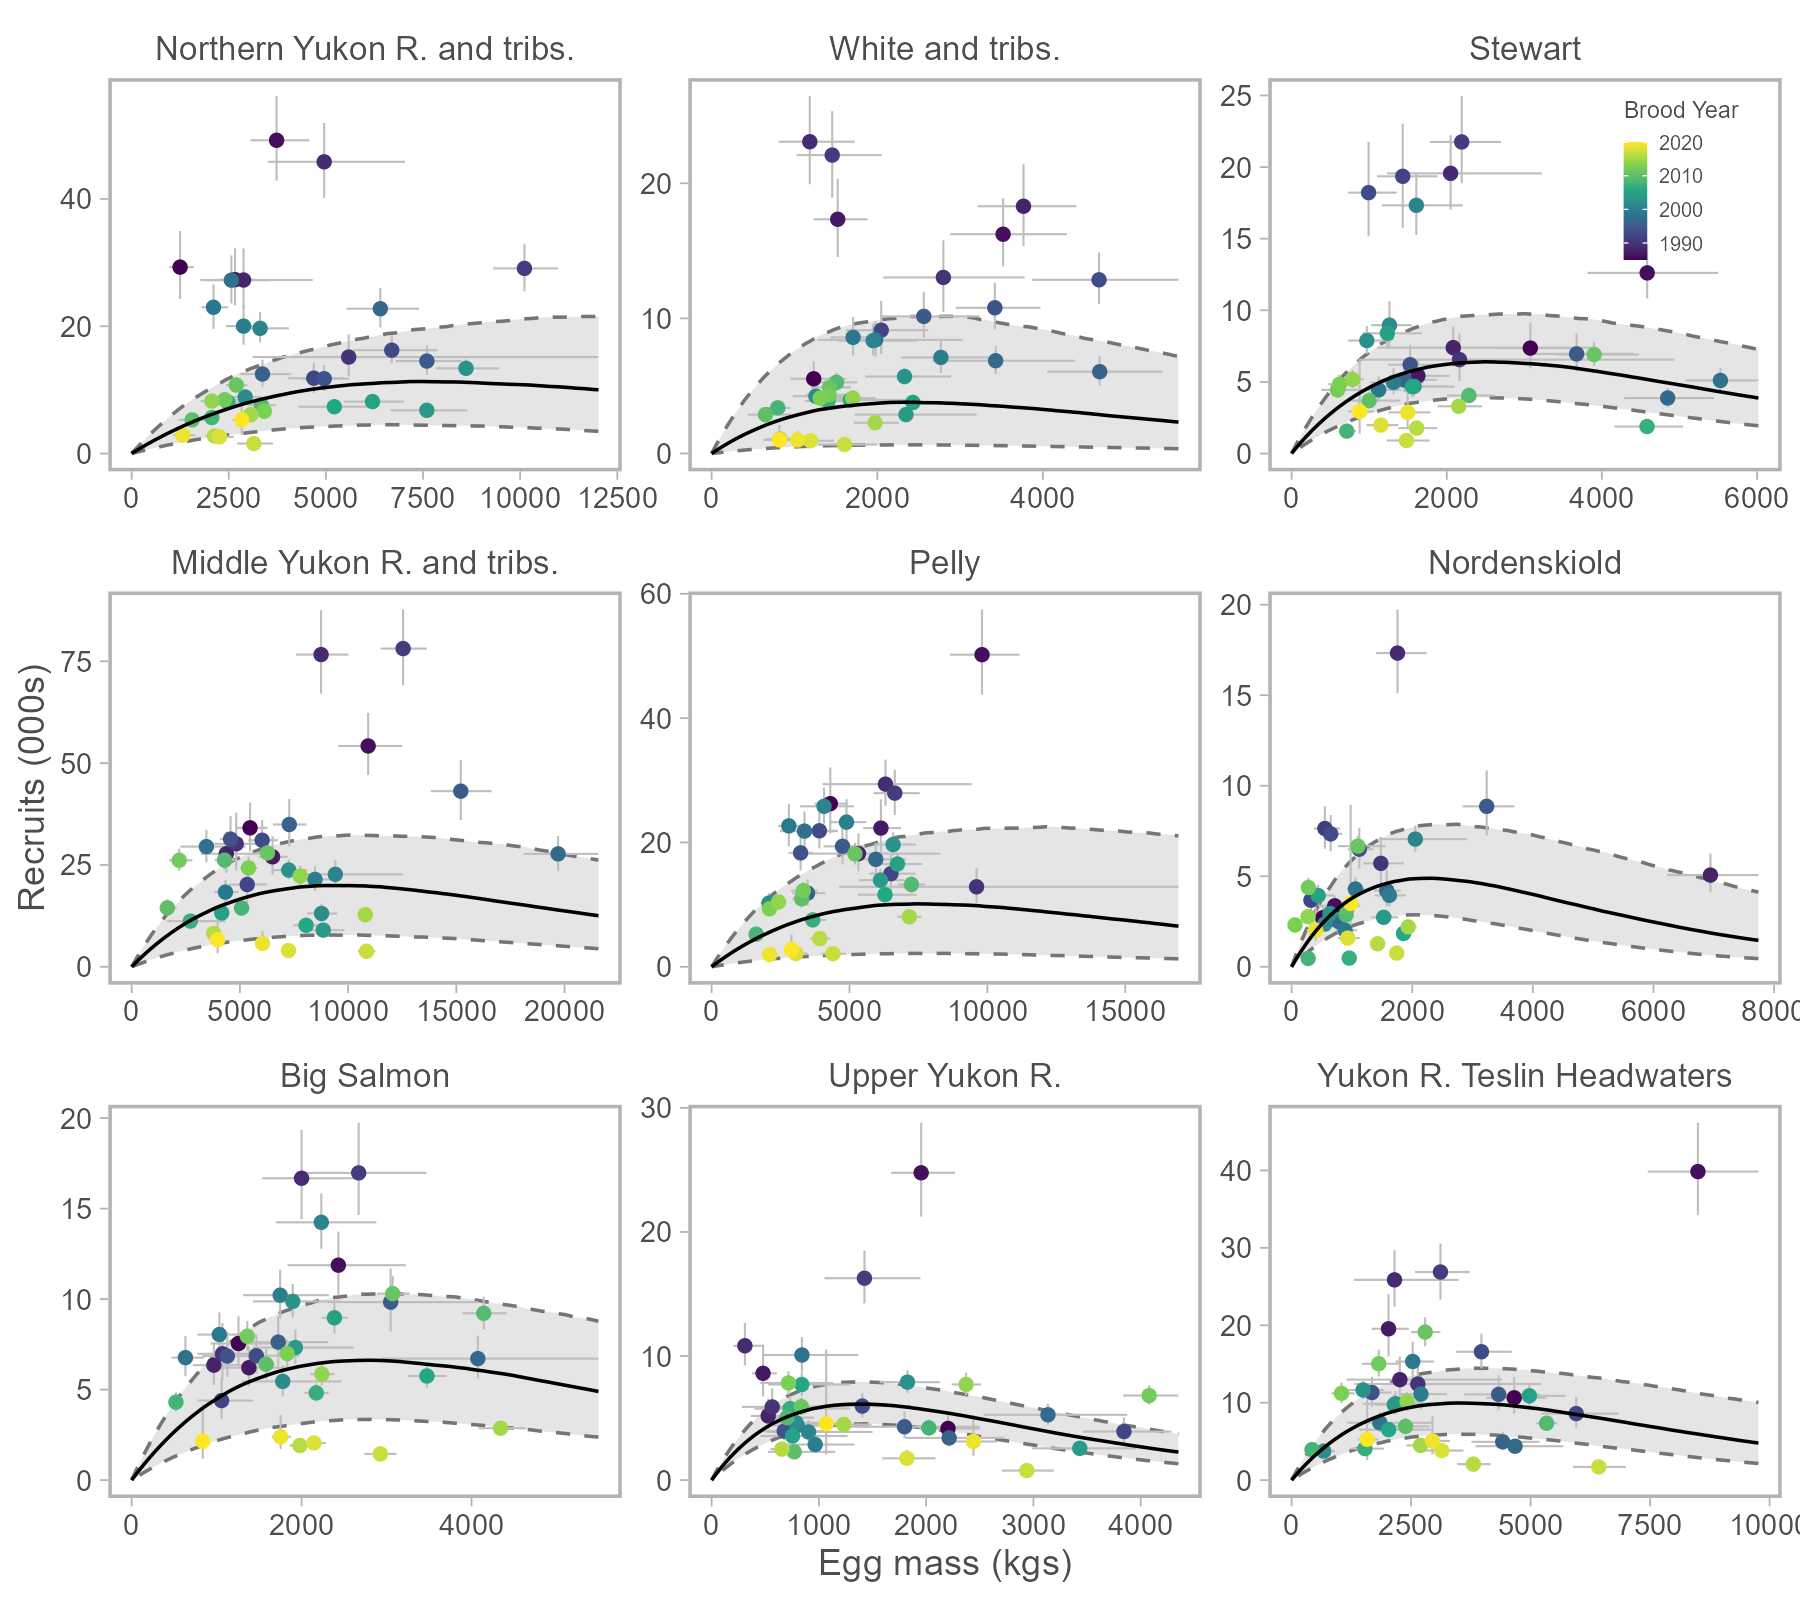 Northern Yukon R. and tribs.
White and tribs.
Stewart
40
20
0
0 2500 5000 7500 10000 12500
20
10
0
0 2000 4000
25
20
15
10
5
0
0 2000 4000 6000
Brood Year
2020
2010
2000
1990
Middle Yukon R. and tribs.
Pelly
Nordenskiold
Recruits (000s)
75
50
25
0
0 5000 10000 15000 20000
60
40
20
0
0 5000 10000 15000
20
15
10
5
0
0 2000 4000 6000 8000
Big Salmon
Upper Yukon R.
Yukon R. Teslin Headwaters
20
15
10
5
0
0 2000 4000
30
20
10
0
0 1000 2000 3000 4000
40
30
20
10
0
0 2500 5000 7500 10000
Egg mass (kgs)